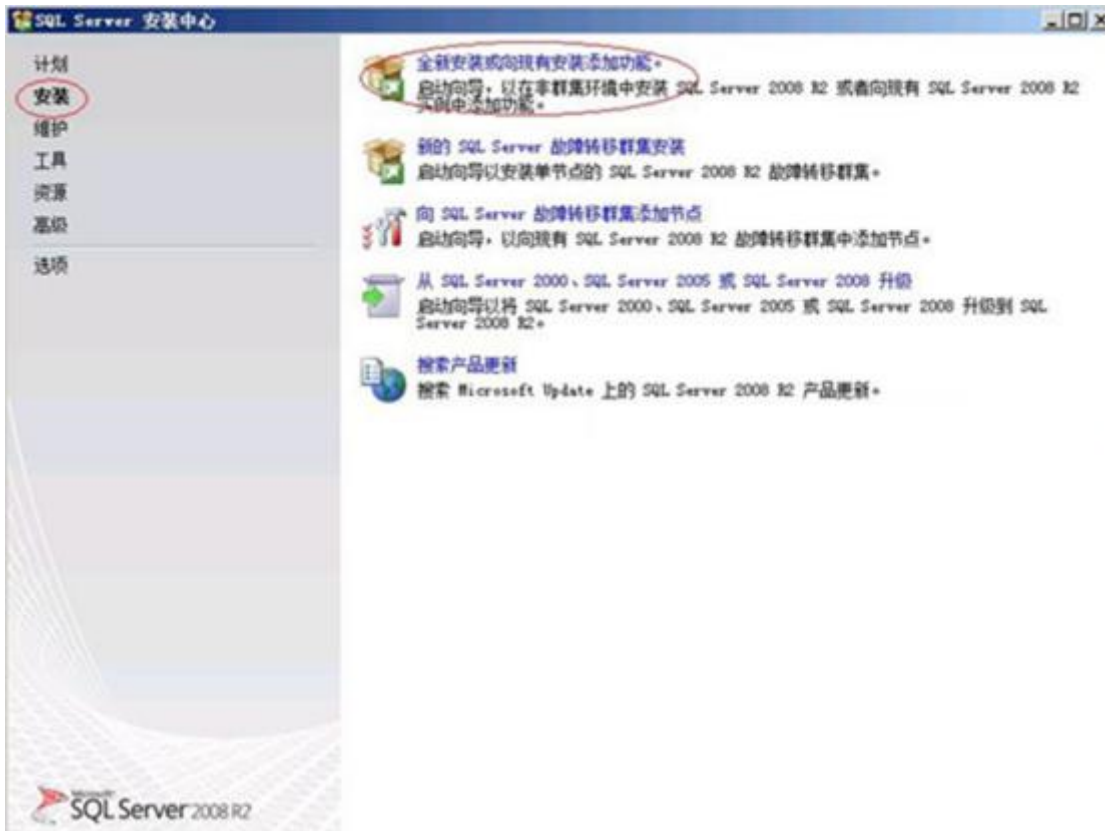 SQL Server 安装中心
计划
安装
维护
工具
资源
高级
选项
全新安装或向现有安装添加功能。
启动向导，以在非群集环境中安装 SQL Server 2008 R2 或者向现有 SQL Server 2008 R2
实例中添加功能。
新的 SQL Server 故障转移群集安装
启动向导以安装单节点的 SQL Server 2008 R2 故障转移群集。
向 SQL Server 故障转移群集添加节点
启动向导，以向现有 SQL Server 2008 R2 故障转移群集中添加节点。
从 SQL Server 2000、SQL Server 2005 或 SQL Server 2008 升级
启动向导以将 SQL Server 2000、SQL Server 2005 或 SQL Server 2008 升级到 SQL
Server 2008 R2。
搜索产品更新
搜索 Microsoft Update 上的 SQL Server 2008 R2 产品更新。
Microsoft
SQL Server 2008 R2